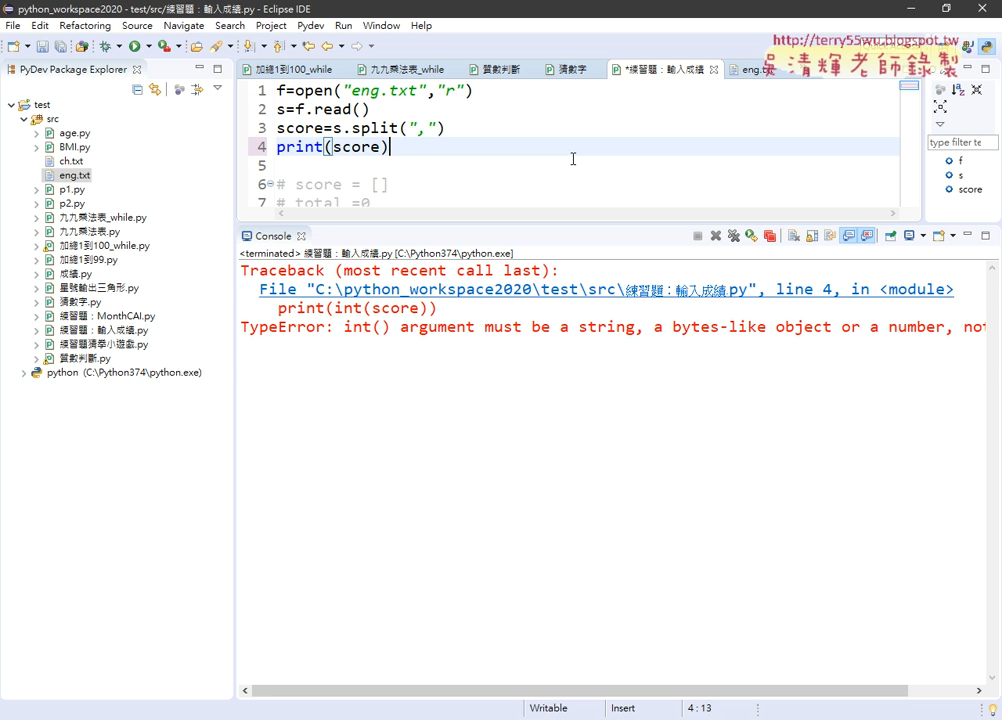 python_workspace2020 - test/src/練習題：輸入成績.py - Eclipse IDE
File Edit Refactoring Source Navigate Search Project Pydev Run Window Help
http://terry55wu.blogspot.tw
吳清輝老師錄製
PyDev Package Explorer
加總1到100_while
九九乘法表_while
質數判斷
猜數字
*練習題：輸入成績
eng.t
test
src
age.py
BMI.py
ch.txt
eng.txt
p1.py
p2.py
九九乘法表_while.py
九九乘法表.py
加總1到100_while.py
加總1到99.py
成績.py
星號輸出三角形.py
猜數字.py
練習題：MonthCAI.py
練習題：輸入成績.py
練習題猜學小遊戲.py
質數判斷.py
python (C:\Python374\python.exe)
1 f=open("eng.txt","r")
2 s=f.read()
3 score=s.split(",")
4 print(score)
5
6 # score = []
7 # total =0
type filter te
f
s
score
Console
<terminated> 練習題：輸入成績.py [C:\Python374\python.exe]
Traceback (most recent call last):
File "C:\python_workspace2020\test\src\練習題：輸入成績.py", line 4, in <module>
print(int(score))
TypeError: int() argument must be a string, a bytes-like object or a number, not
Writable Insert 4 : 13